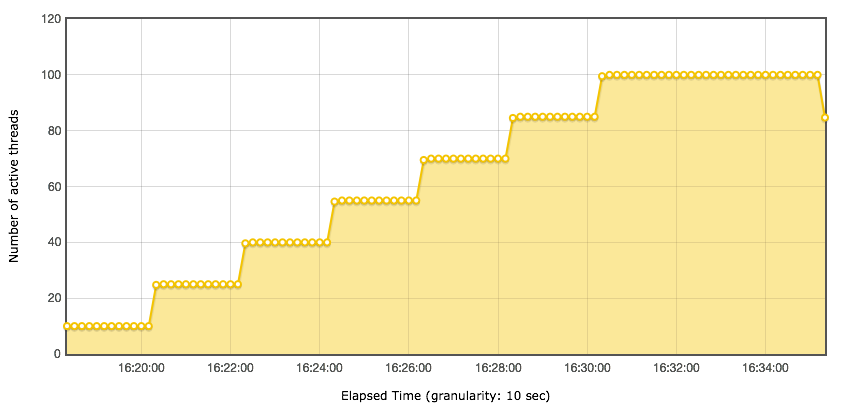 120
100
80
60
40
20
0
Number of active threads
16:20:00 16:22:00 16:24:00 16:26:00 16:28:00 16:30:00 16:32:00 16:34:00
Elapsed Time (granularity: 10 sec)